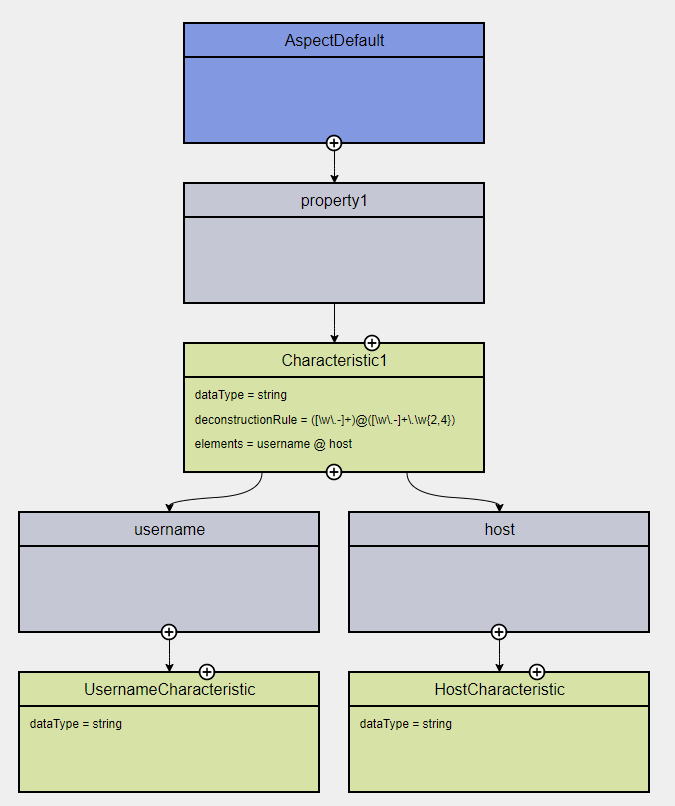 AspectDefault
property1
Characteristic1
dataType = string
deconstructionRule = ([\w\.-]+)@([\w\.-]+\.\w{2,4})
elements = username @ host
username
host
UsernameCharacteristic
dataType = string
HostCharacteristic
dataType = string